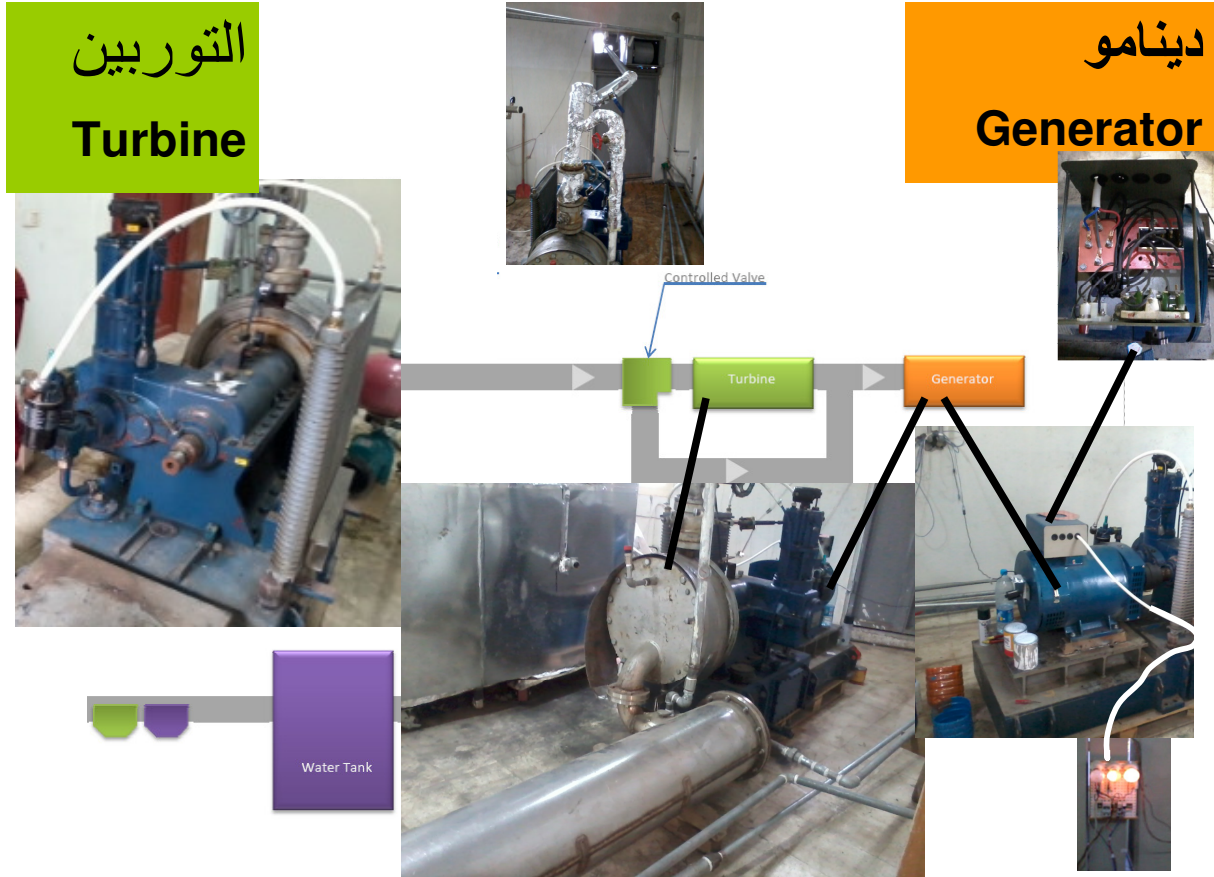 التوربين
Turbine
دينامو
Generator
Controlled Valve
Turbine
Generator
Water Tank